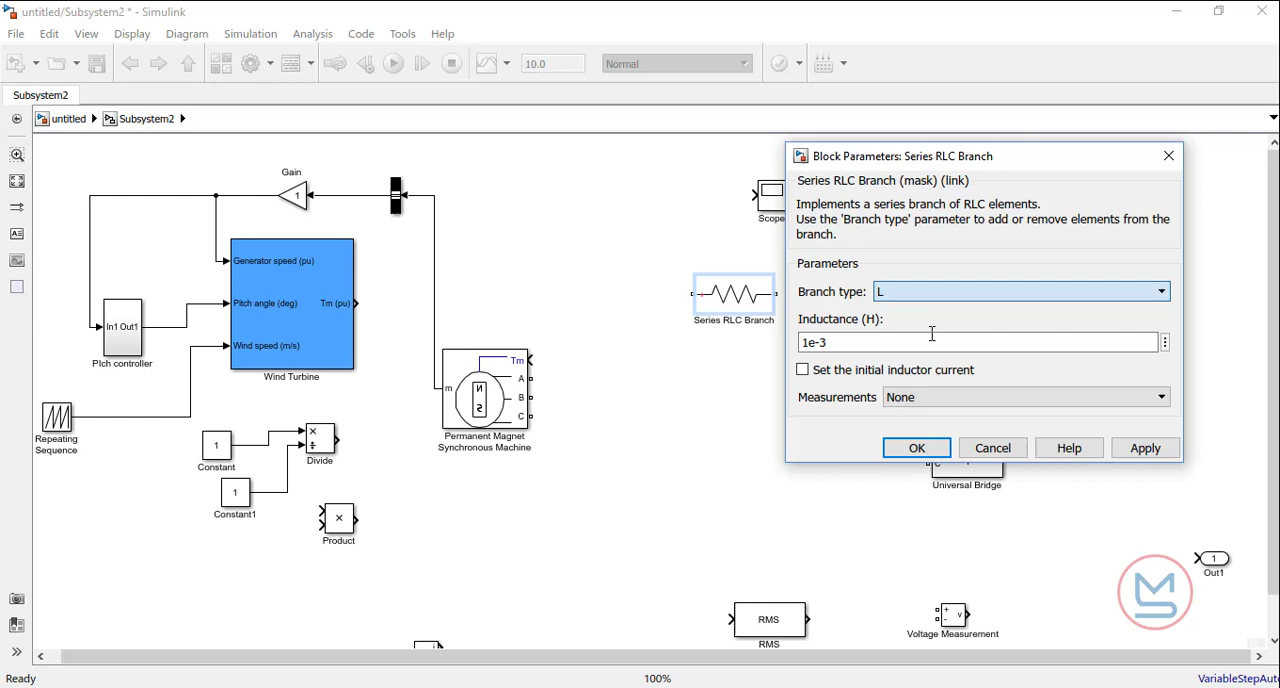 untitled/Subsystem2 * - Simulink
File Edit View Display Diagram Simulation Analysis Code Tools Help
10.0 Normal
Subsystem2
untitled Subsystem2
Gain
1
Generator speed (pu)
Pitch angle (deg) Tm (pu)
Wind speed (m/s)
Wind Turbine
In1 Out1
PIch controller
Repeating
Sequence
1
Constant
1
Constant1
×
÷
Divide
×
Product
Tm
m
A
B
C
N
S
Permanent Magnet
Synchronous Machine
Scope
Series RLC Branch
Block Parameters: Series RLC Branch
Series RLC Branch (mask) (link)
Implements a series branch of RLC elements.
Use the 'Branch type' parameter to add or remove elements from the
branch.
Parameters
Branch type: L
Inductance (H):
1e-3
Set the initial inductor current
Measurements None
OK Cancel Help Apply
C
Universal Bridge
1
Out1
MS
RMS
RMS
+
-
v
Voltage Measurement
Ready 100% VariableStepAuto